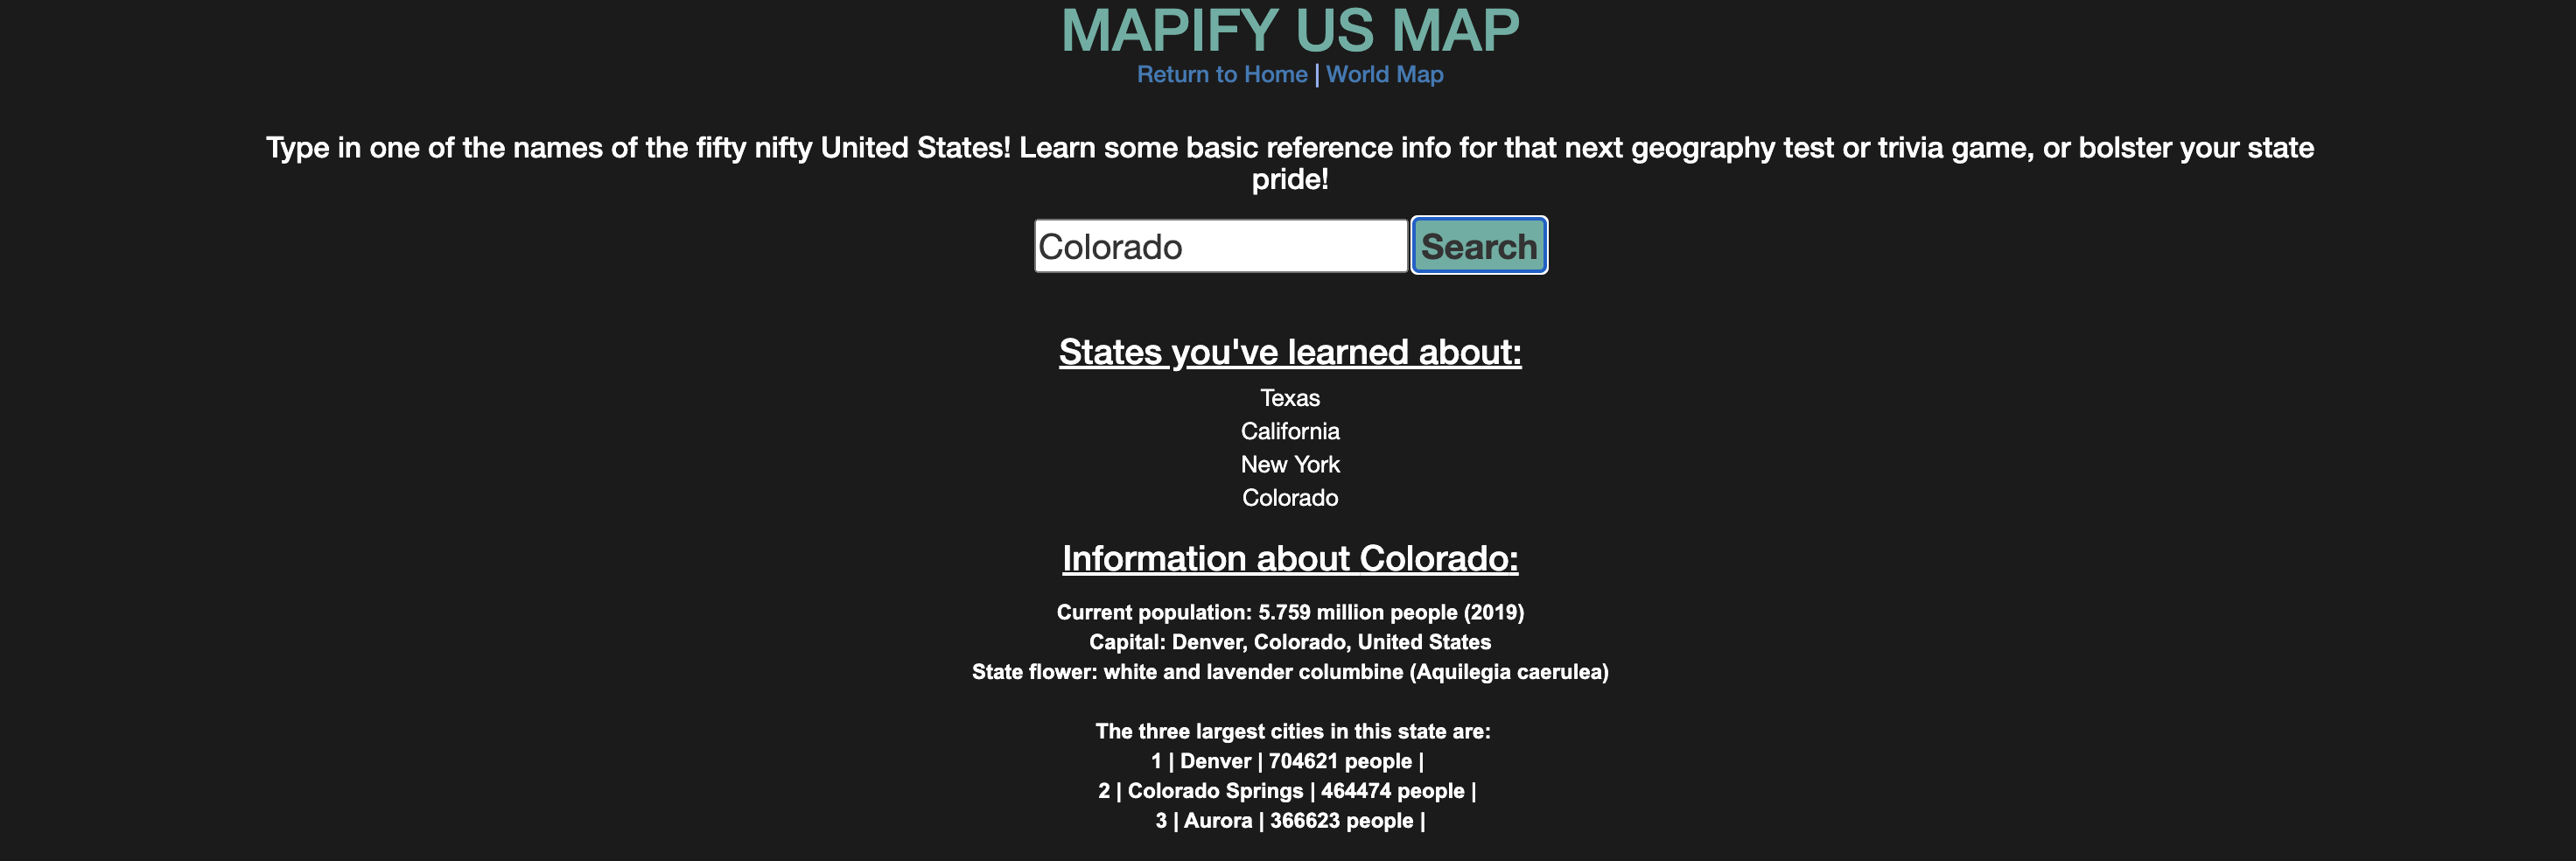 MAPIFY US MAP
Return to Home | World Map
Type in one of the names of the fifty nifty United States! Learn some basic reference info for that next geography test or trivia game, or bolster your state
pride!
Colorado Search
States you've learned about:
Texas
California
New York
Colorado
Information about Colorado:
Current population: 5.759 million people (2019)
Capital: Denver, Colorado, United States
State flower: white and lavender columbine (Aquilegia caerulea)
The three largest cities in this state are:
1 | Denver | 704621 people |
2 | Colorado Springs | 464474 people |
3 | Aurora | 366623 people |